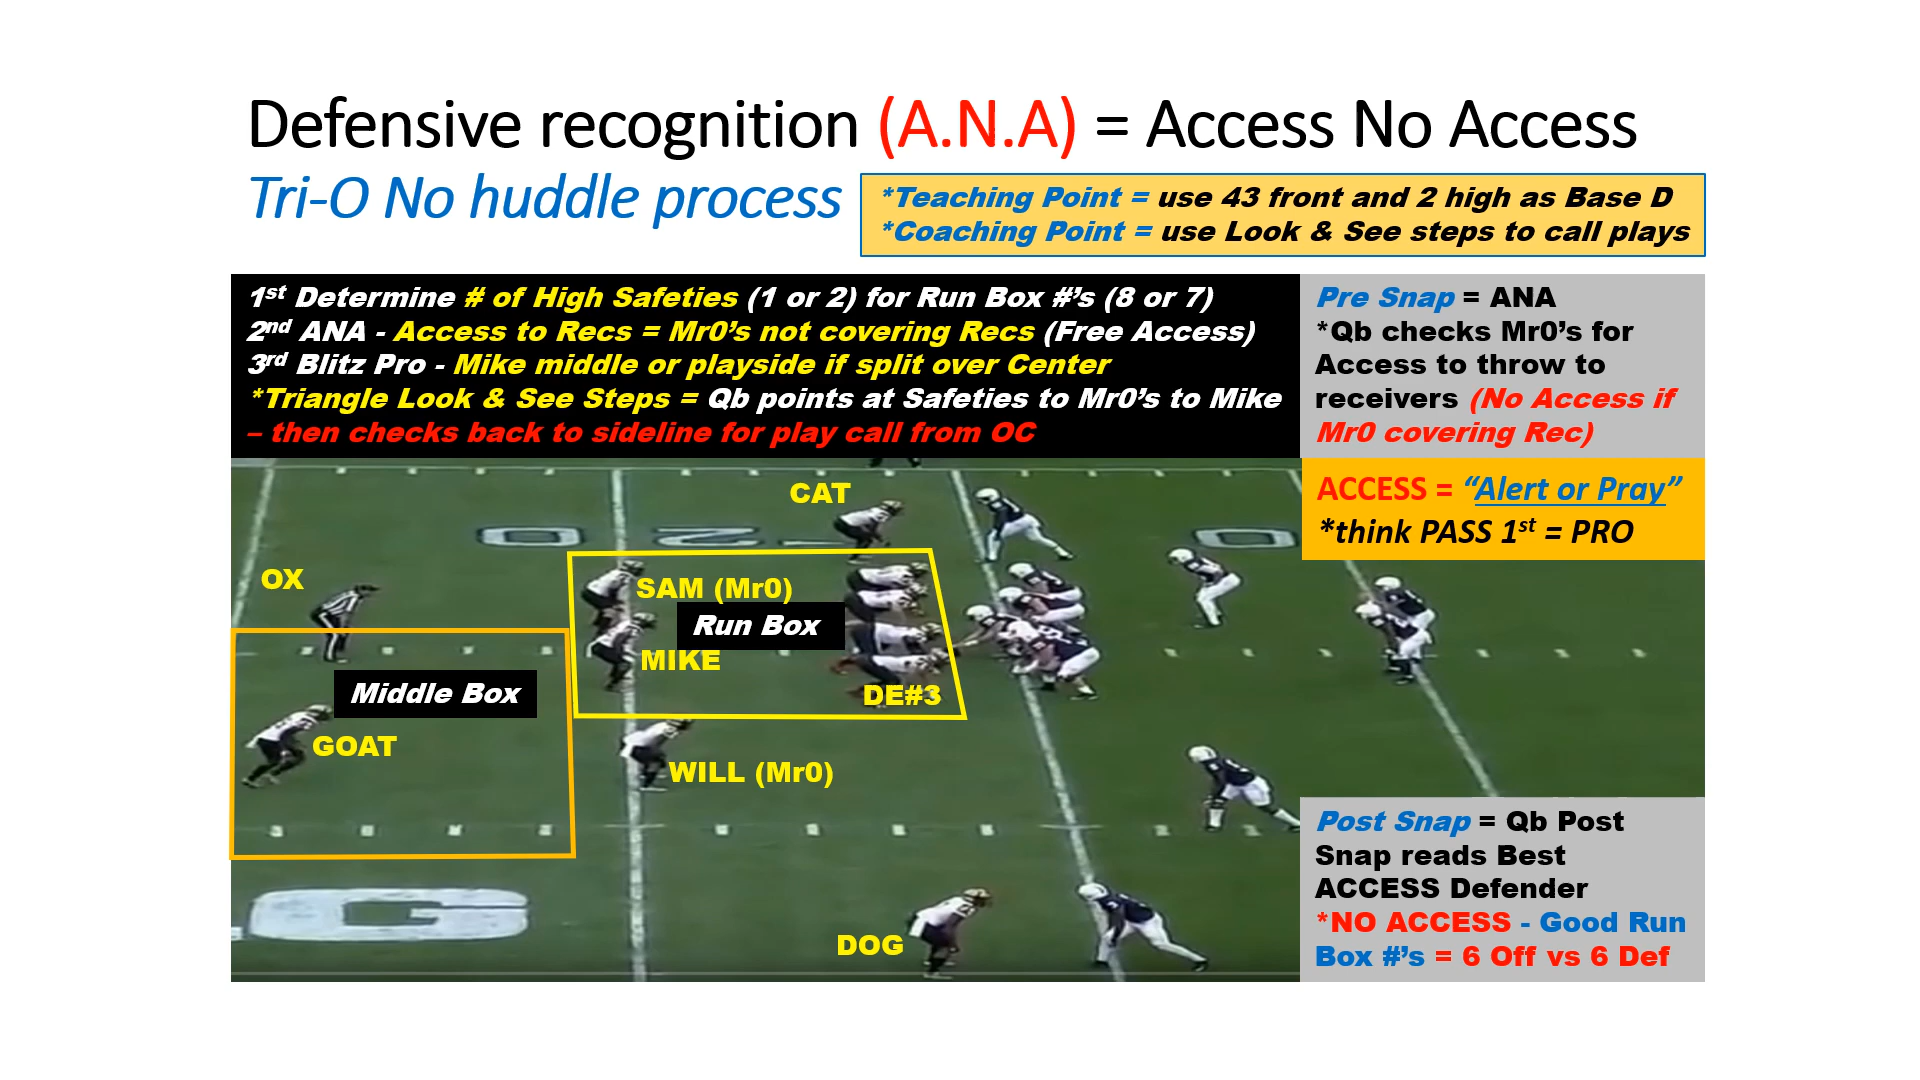 Defensive recognition (A.N.A) = Access No Access
Tri-O No huddle process
*Teaching Point = use 43 front and 2 high as Base D
*Coaching Point = use Look & See steps to call plays
1st Determine # of High Safeties (1 or 2) for Run Box #'s (8 or 7)
2nd ANA - Access to Recs = Mr0's not covering Recs (Free Access)
3rd Blitz Pro - Mike middle or playside if split over Center
*Triangle Look & See Steps = Qb points at Safeties to Mr0's to Mike
– then checks back to sideline for play call from OC
Pre Snap = ANA
*Qb checks Mr0's for
Access to throw to
receivers (No Access if
Mr0 covering Rec)
ACCESS = “Alert or Pray”
*think PASS 1st = PRO
CAT
OX
SAM (Mr0)
Run Box
MIKE
DE#3
Middle Box
GOAT
WILL (Mr0)
DOG
0 2
0
G
Post Snap = Qb Post
Snap reads Best
ACCESS Defender
*NO ACCESS - Good Run
Box #'s = 6 Off vs 6 Def